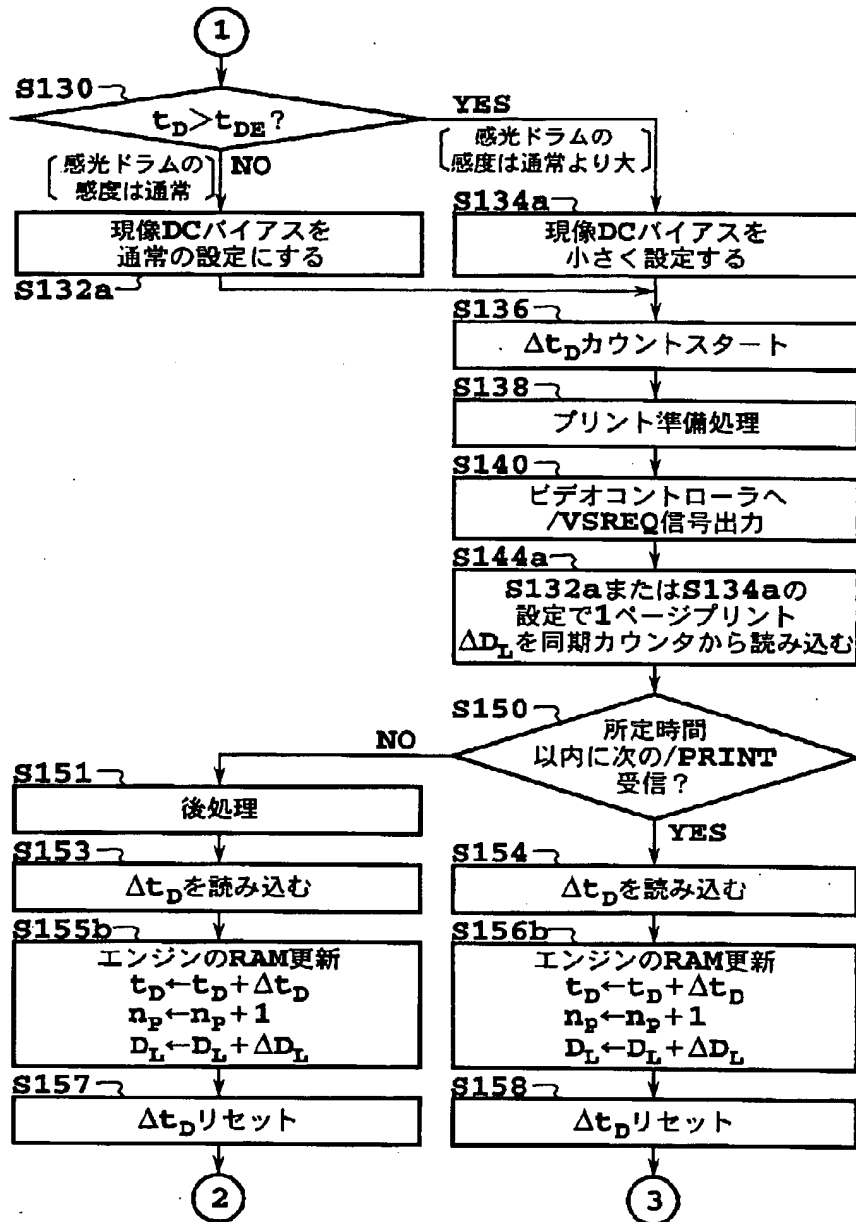 1
S130
tD>tDE?
YES
NO
感光ドラムの
感度は通常
感光ドラムの
感度は通常より大
現像DCバイアスを
通常の設定にする
S132a
S134a
現像DCバイアスを
小さく設定する
S136
ΔtDカウントスタート
S138
プリント準備処理
S140
ビデオコントローラへ
/VSREQ信号出力
S144a
S132aまたはS134aの
設定で1ページプリント
ΔDLを同期カウンタから読み込む
S150
所定時間
以内に次の/PRINT
受信?
NO
YES
S151
後処理
S153
ΔtDを読み込む
S155b
エンジンのRAM更新
tD←tD+ΔtD
nP←nP+1
DL←DL+ΔDL
S157
ΔtDリセット
2
S154
ΔtDを読み込む
S156b
エンジンのRAM更新
tD←tD+ΔtD
nP←nP+1
DL←DL+ΔDL
S158
ΔtDリセット
3